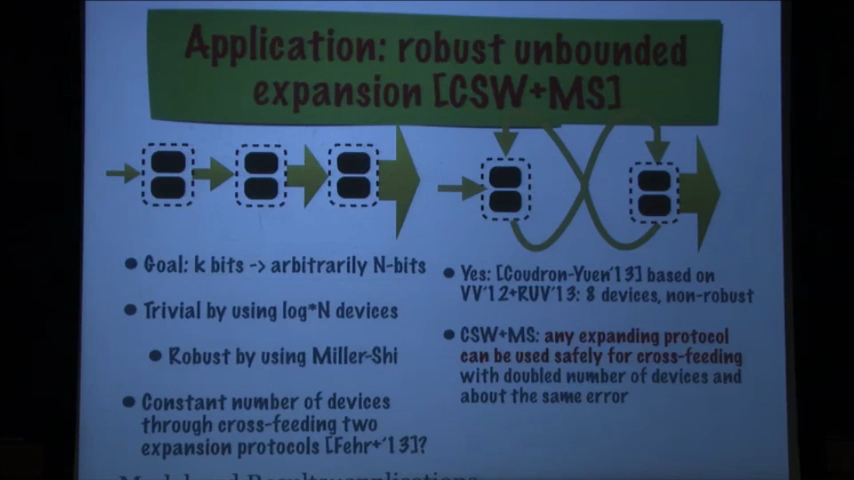 Application: robust unbounded
expansion [CSW+MS]
Goal: k bits -> arbitrarily N-bits
Trivial by using log*N devices
Robust by using Miller-Shi
Constant number of devices
through cross-feeding two
expansion protocols [Fehr+'13]?
Yes: [Coudron-Yuen'13] based on
VV'12+RUV'13: 8 devices, non-robust
CSW+MS: any expanding protocol
can be used safely for cross-feeding
with doubled number of devices and
about the same error